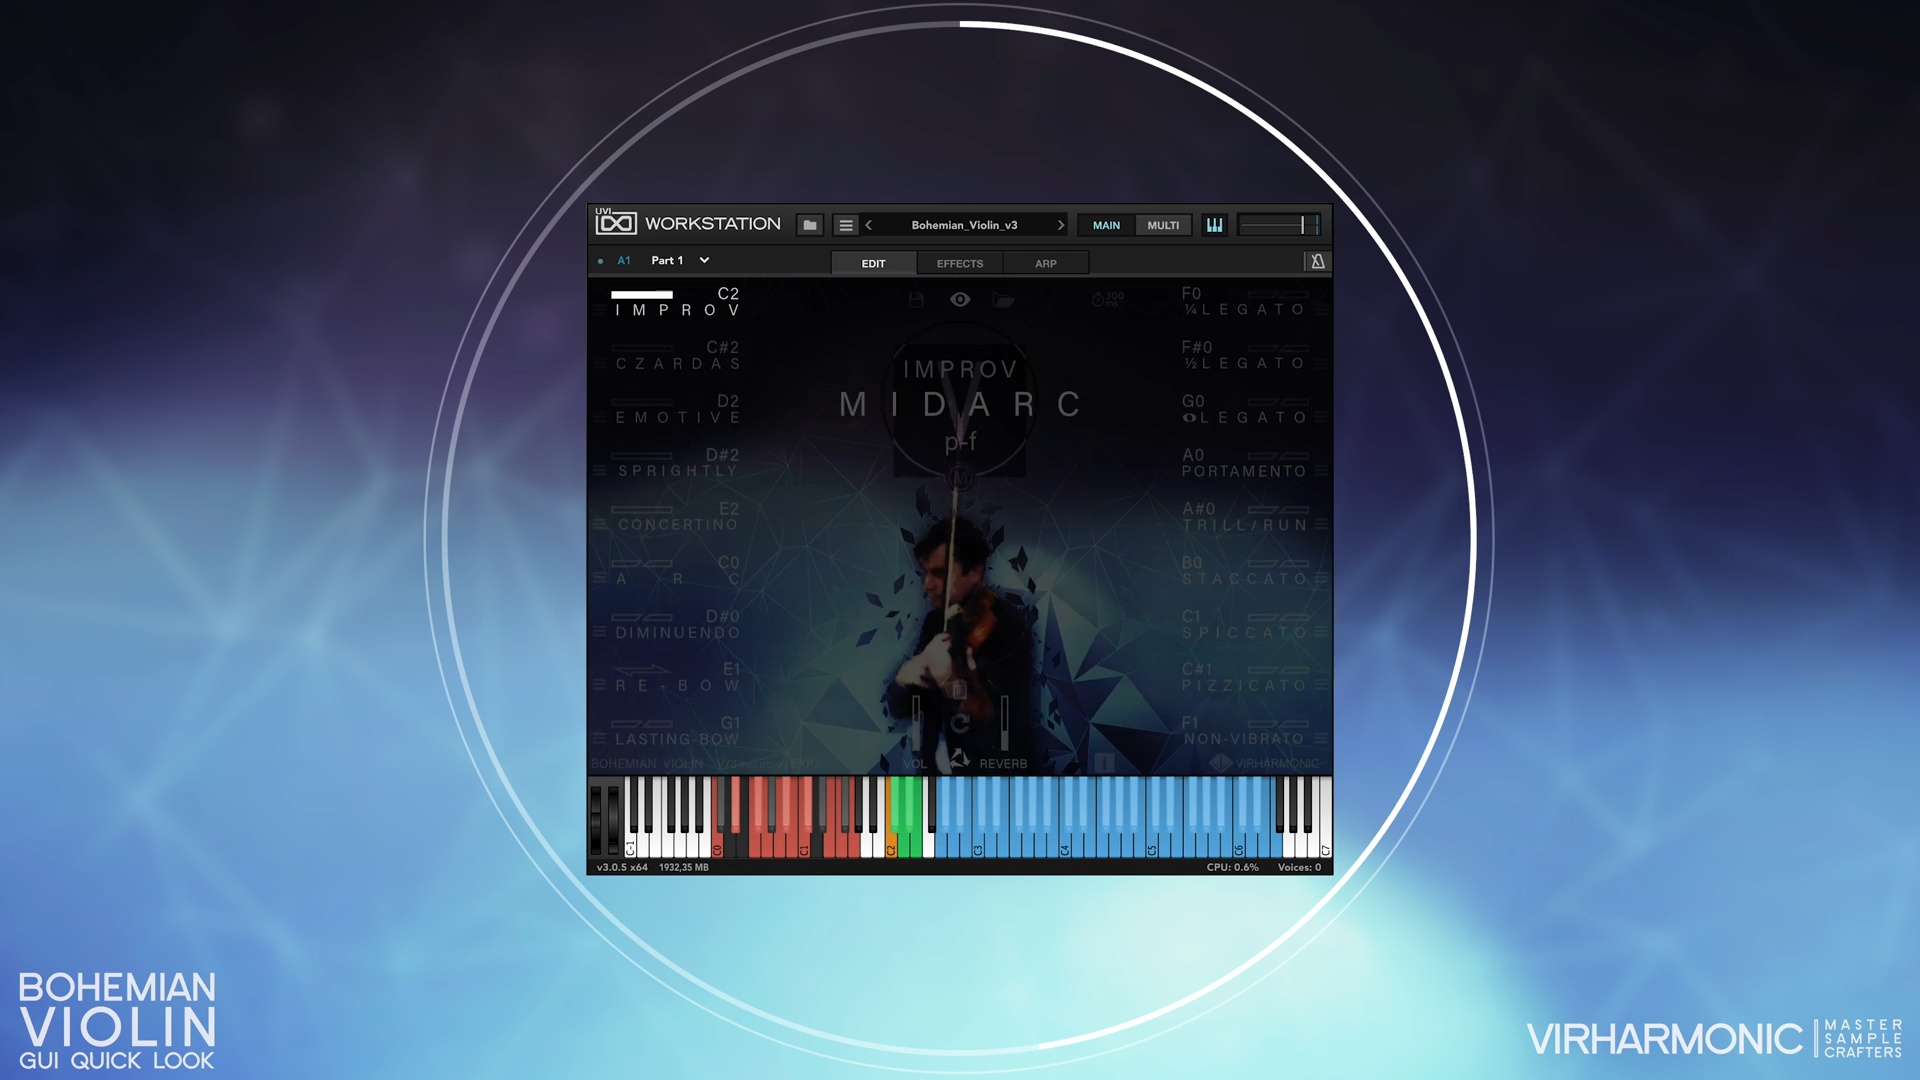 UVI
WORKSTATION
Bohemian_Violin_v3
MAIN
MULTI
A1
Part 1
EDIT
EFFECTS
ARP
C2
IMPROV
C#2
CZARDAS
D2
EMOTIVE
D#2
SPRIGHTLY
E2
CONCERTINO
C0
ARC
D#0
DIMINUENDO
E1
RE-BOW
G1
LASTING-BOW
300
ms
IMPROV
MIDARC
p-f
F0
¼LEGATO
F#0
½LEGATO
G0
LEGATO
A0
PORTAMENTO
A#0
TRILL/RUN
B0
STACCATO
C1
SPICCATO
C#1
PIZZICATO
F1
NON-VIBRATO
BOHEMIAN VIOLIN
VOL
REVERB
VIRHARMONIC
C-1
C0
C1
C2
C3
C4
C5
C6
C7
v3.0.5 x64
1932,35 MB
CPU: 0.6%
Voices: 0
BOHEMIAN
VIOLIN
GUI QUICK LOOK
VIRHARMONIC
MASTER
SAMPLE
CRAFTERS